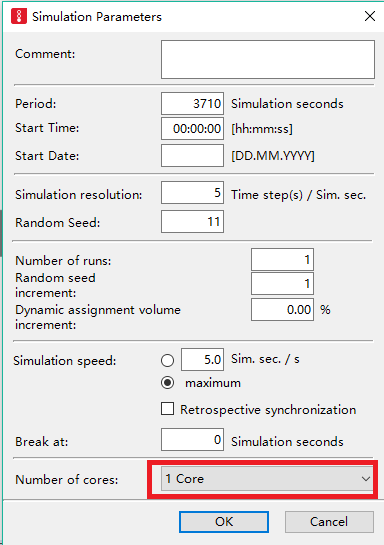 Simulation Parameters
Comment:
Period: 3710 Simulation seconds
Start Time: 00:00:00 [hh:mm:ss]
Start Date: [DD.MM.YYYY]
Simulation resolution: 5 Time step(s) / Sim. sec.
Random Seed: 11
Number of runs: 1
Random seed
increment: 1
Dynamic assignment volume
increment: 0.00 %
Simulation speed: 5.0 Sim. sec. / s
maximum
Retrospective synchronization
Break at: 0 Simulation seconds
Number of cores: 1 Core
OK Cancel